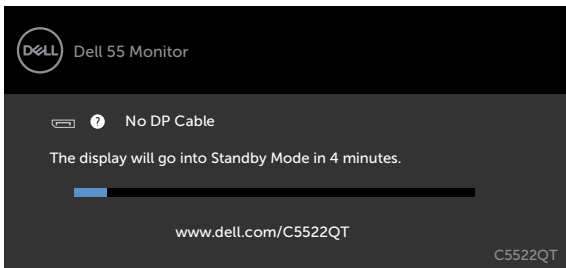 DELL
Dell 55 Monitor
? No DP Cable
The display will go into Standby Mode in 4 minutes.
www.dell.com/C5522QT
C5522QT